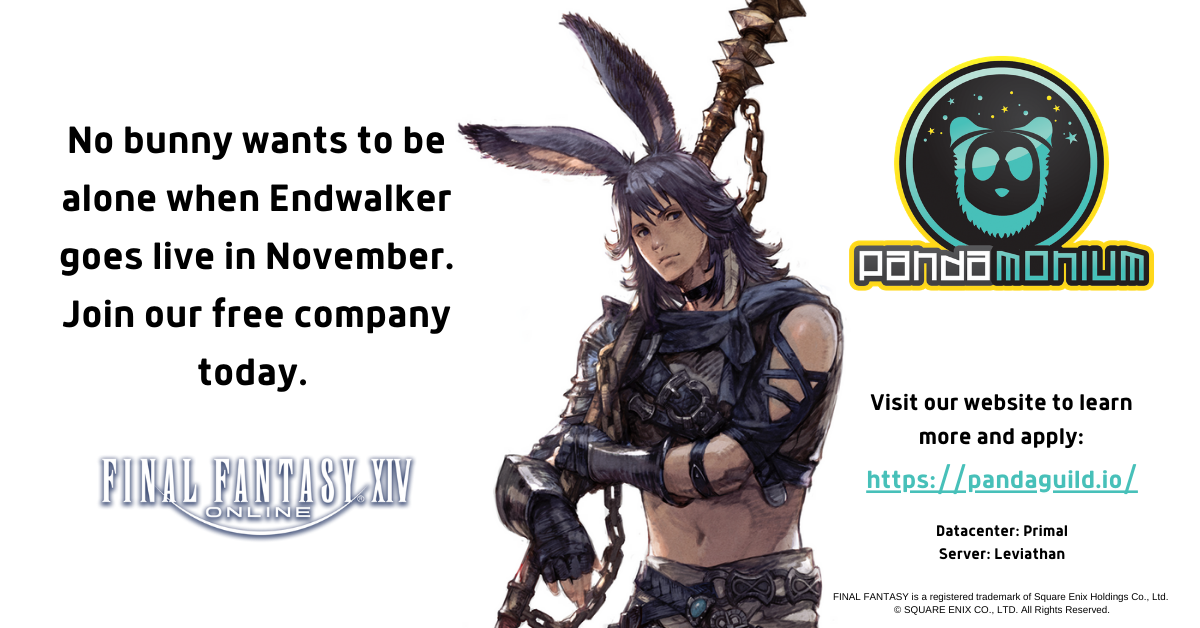 No bunny wants to be
alone when Endwalker
goes live in November.
Join our free company
today.
FINAL FANTASY XIV
ONLINE
PANDAMONIUM
Visit our website to learn
more and apply:
https://pandaguild.io/
Datacenter: Primal
Server: Leviathan
FINAL FANTASY is a registered trademark of Square Enix Holdings Co., Ltd.
© SQUARE ENIX CO., LTD. All Rights Reserved.